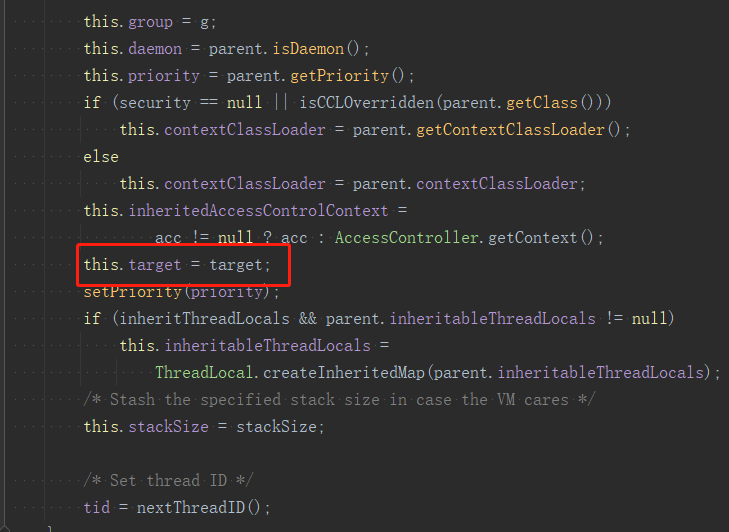 this.group = g;
this.daemon = parent.isDaemon();
this.priority = parent.getPriority();
if (security == null || isCCLOverridden(parent.getClass()))
this.contextClassLoader = parent.getContextClassLoader();
else
this.contextClassLoader = parent.contextClassLoader;
this.inheritedAccessControlContext =
acc != null ? acc : AccessController.getContext();
this.target = target;
setPriority(priority);
if (inheritThreadLocals && parent.inheritableThreadLocals != null)
this.inheritableThreadLocals =
ThreadLocal.createInheritedMap(parent.inheritableThreadLocals);
/* Stash the specified stack size in case the VM cares */
this.stackSize = stackSize;
/* Set thread ID */
tid = nextThreadID();